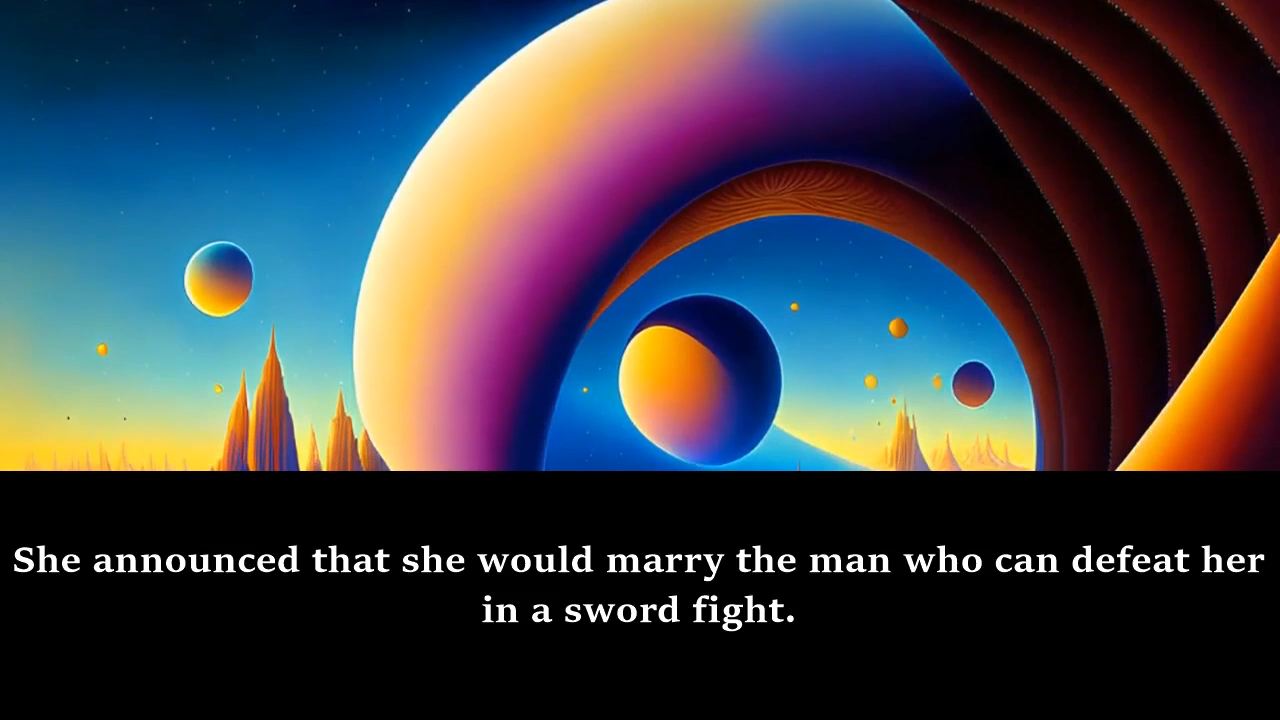 She announced that she would marry the man who can defeat her
in a sword fight.